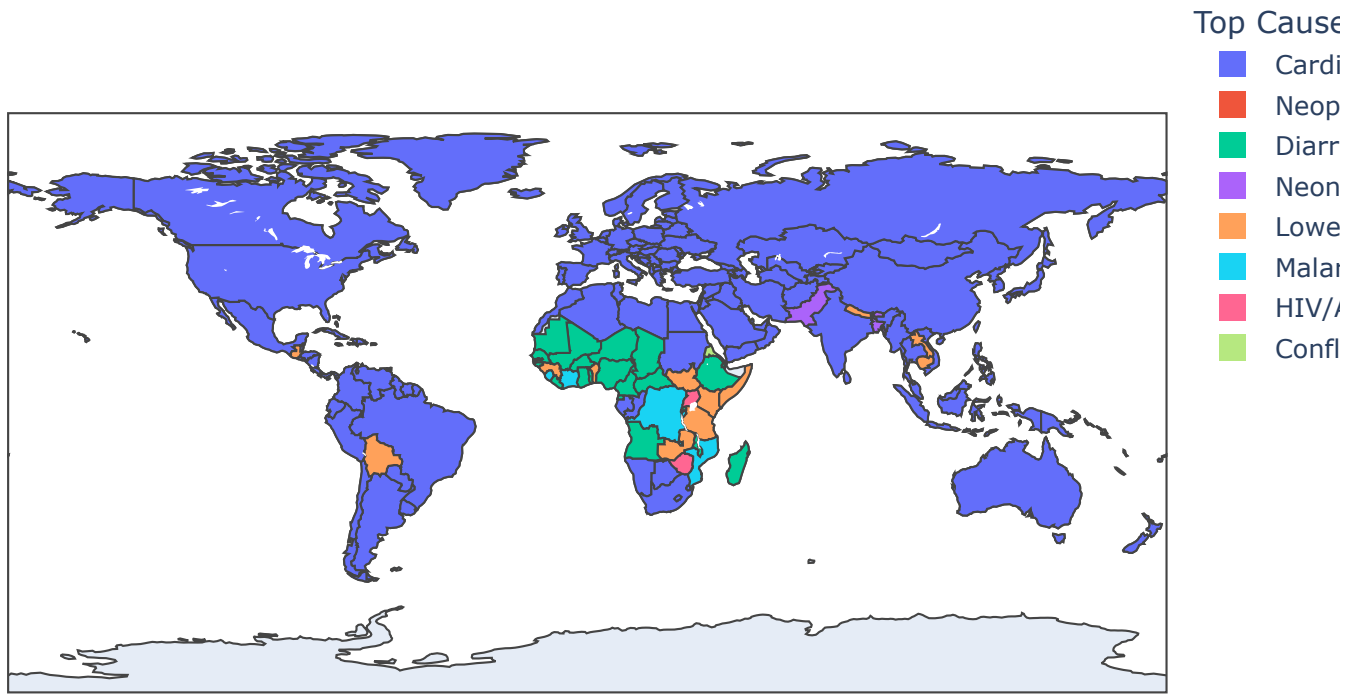 Top Cause
Cardi
Neop
Diarr
Neon
Lowe
Malar
HIV/A
Confl